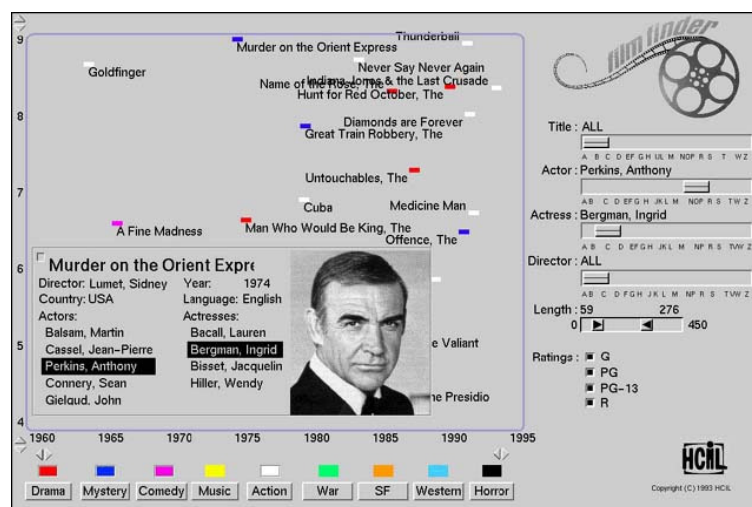 film finder
9
Thunderball
Murder on the Orient Express
Never Say Never Again
Goldfinger
Indiana Jones & the Last Crusade
Name of the Rose, The
Hunt for Red October, The
8
Diamonds are Forever
Great Train Robbery, The
Untouchables, The
7
Cuba
Medicine Man
A Fine Madness
Man Who Would Be King, The
Offence, The
6
Murder on the Orient Expre
Director: Lumet, Sidney
Year: 1974
Country: USA
Language: English
Actors:
Actresses:
Balsam, Martin
Bacall, Lauren
Cassel, Jean-Pierre
Bergman, Ingrid
Perkins, Anthony
Bisset, Jacquelin
Connery, Sean
Hiller, Wendy
Gielgud, John
5
e Valiant
ne Presidio
4
1960 1965 1970 1975 1980 1985 1990 1995
Drama Mystery Comedy Music Action War SF Western Horror
Title : ALL
Actor : Perkins, Anthony
Actress : Bergman, Ingrid
Director : ALL
Length : 59 276
0 450
Ratings : G
PG
PG-13
R
HCIL
Copyright (C) 1993 HCIL